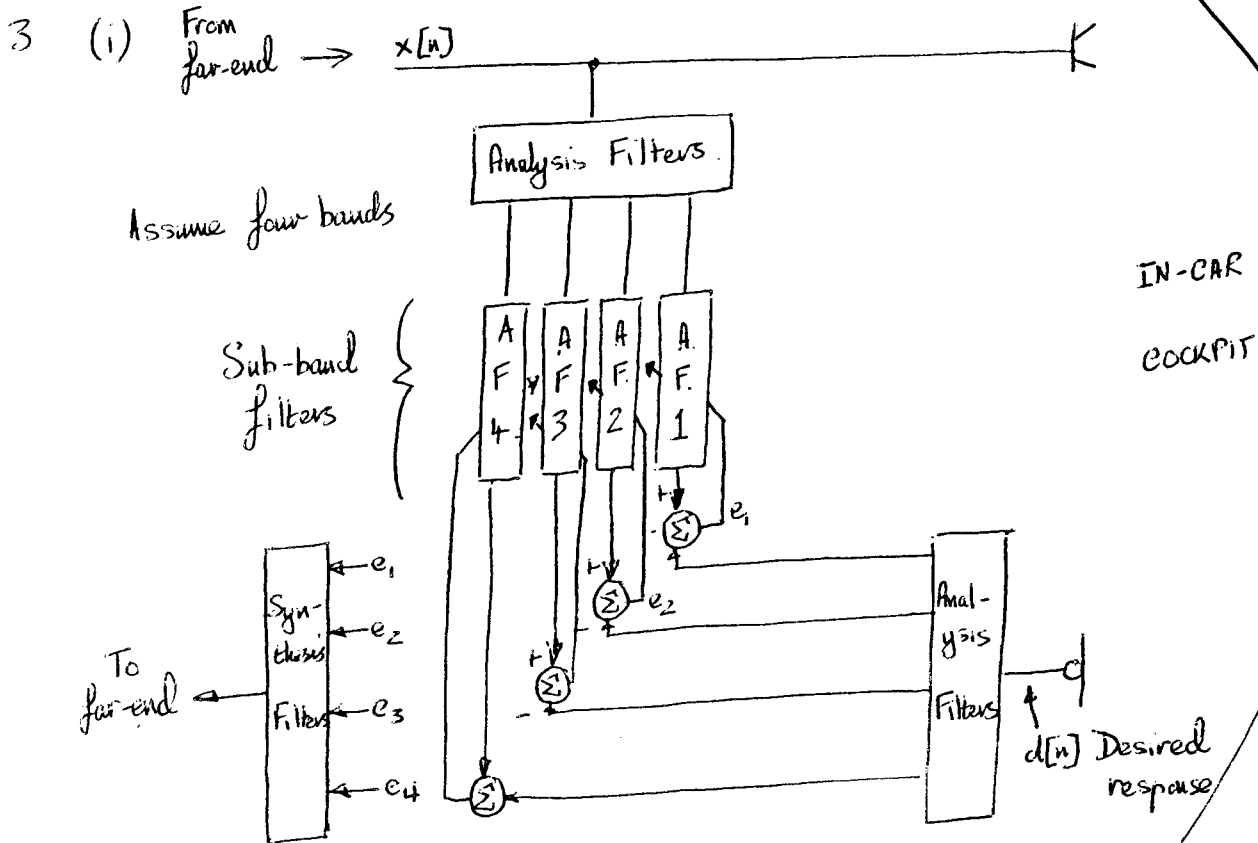 3 (i) From
far-end → x[n]
Analysis Filters
Assume four bands
IN-CAR
COCKPIT
Sub-band
filters
A
F
4
A
F
3
A
F.
2
A.
F.
1
+
-
Σ
e1
+
-
Σ
e2
+
-
Σ
Σ
Syn-
thesis
Filters
e1
e2
e3
e4
To
far-end
Anal-
ysis
Filters
d[n] Desired
response